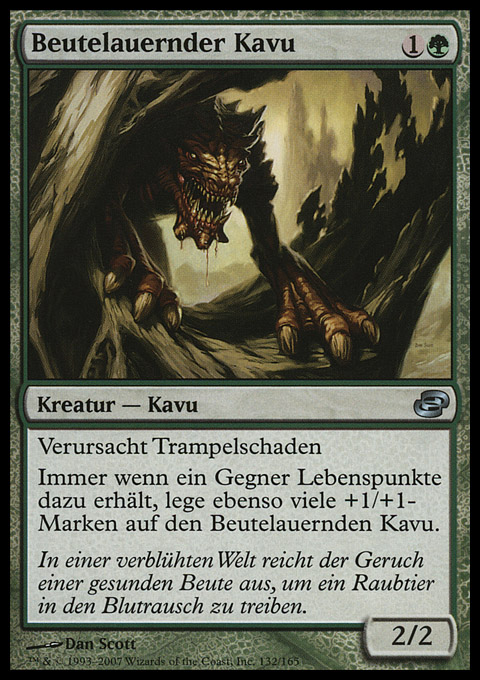 Beutelauernder Kavu
1
Kreatur — Kavu
Verursacht Trampelschaden
Immer wenn ein Gegner Lebenspunkte
dazu erhält, lege ebenso viele +1/+1-
Marken auf den Beutelauernden Kavu.
In einer verblühten Welt reicht der Geruch
einer gesunden Beute aus, um ein Raubtier
in den Blutrausch zu treiben.
2/2
Dan Scott
™ & © 1993–2007 Wizards of the Coast, Inc. 132/165